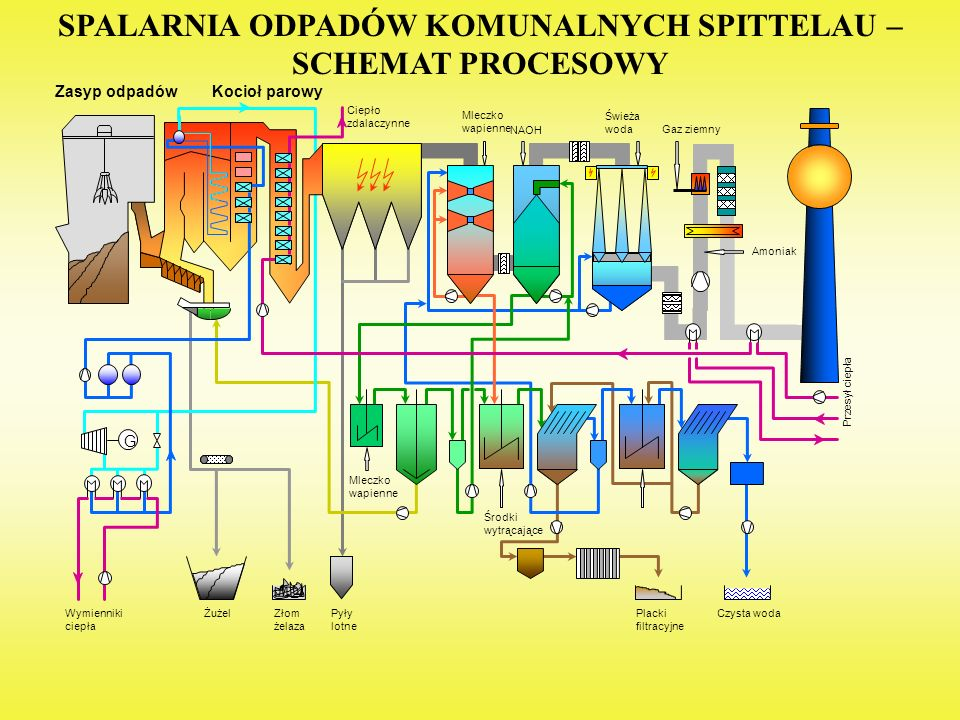 SPALARNIA ODPADÓW KOMUNALNYCH SPITTELAU –
SCHEMAT PROCESOWY
Zasyp odpadów
Kocioł parowy
Ciepło
zdalaczynne
Mleczko
wapienne
NAOH
Świeża
woda
Gaz ziemny
Amoniak
Przesył ciepła
G
Mleczko
wapienne
Środki
wytrącające
Wymienniki
ciepła
Żużel
Złom
żelaza
Pyły
lotne
Placki
filtracyjne
Czysta woda